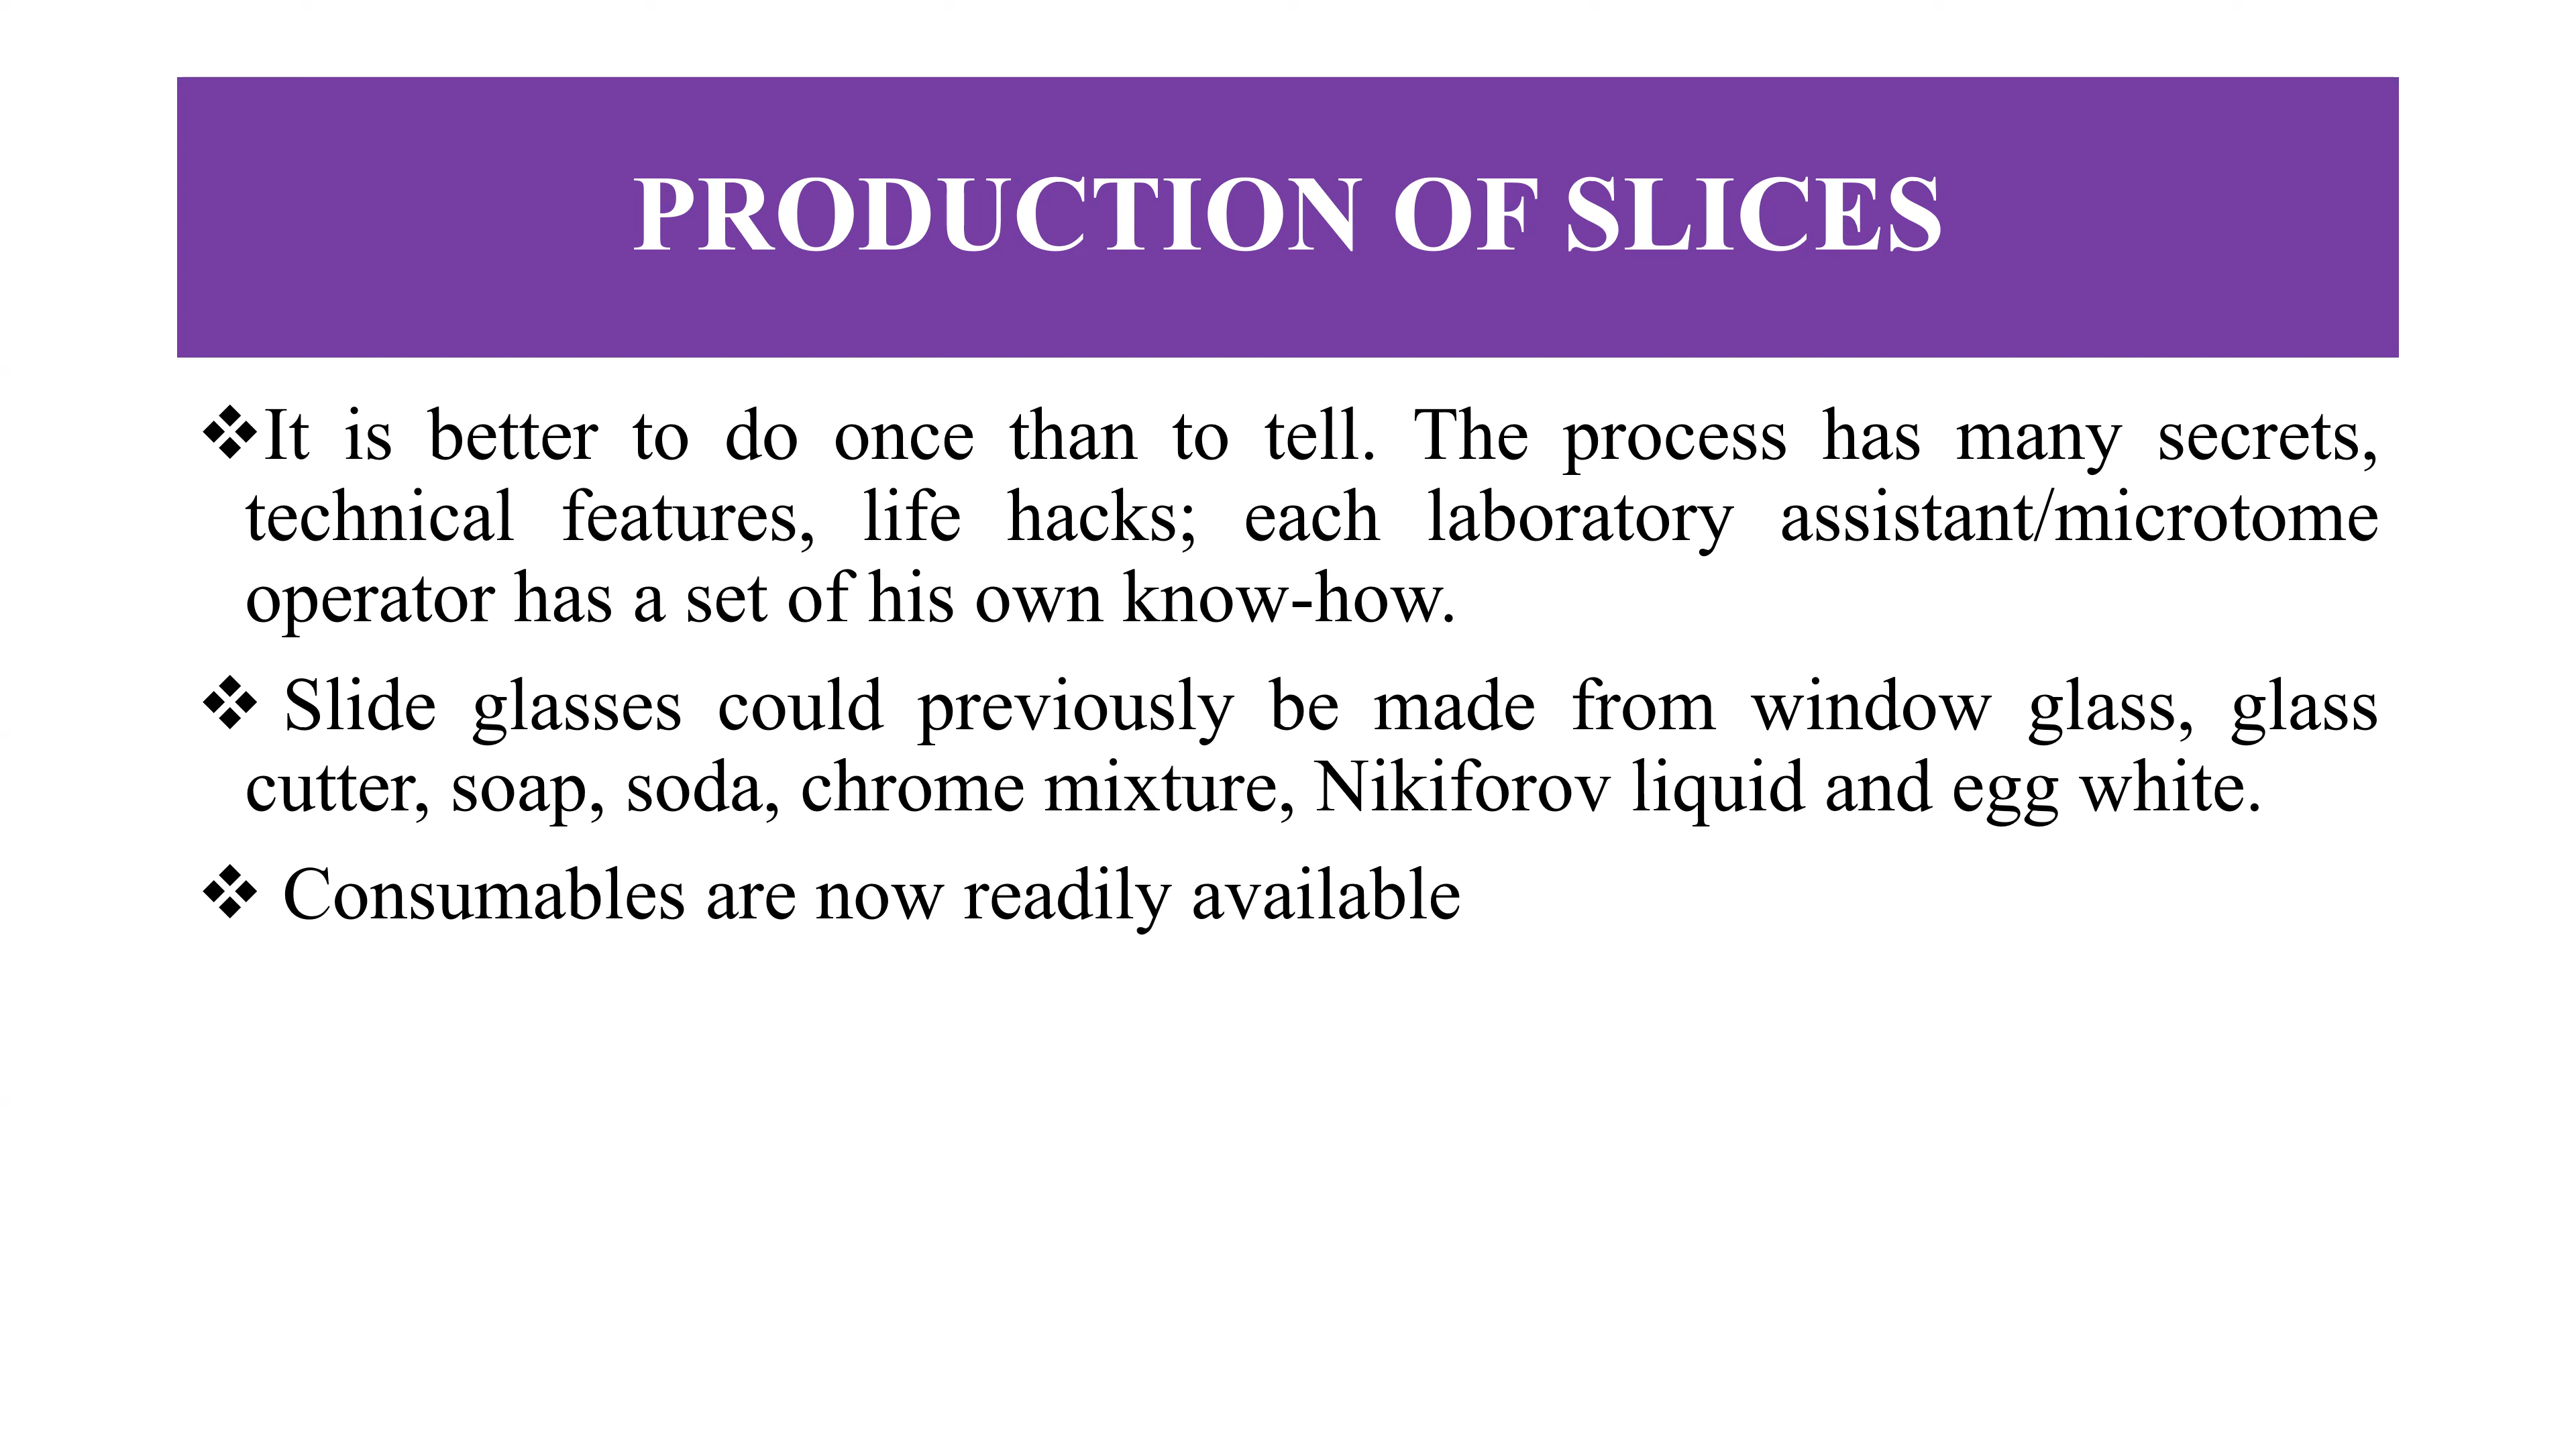 PRODUCTION OF SLICES
❖It is better to do once than to tell. The process has many secrets,
technical features, life hacks; each laboratory assistant/microtome
operator has a set of his own know-how.
❖ Slide glasses could previously be made from window glass, glass
cutter, soap, soda, chrome mixture, Nikiforov liquid and egg white.
❖ Consumables are now readily available